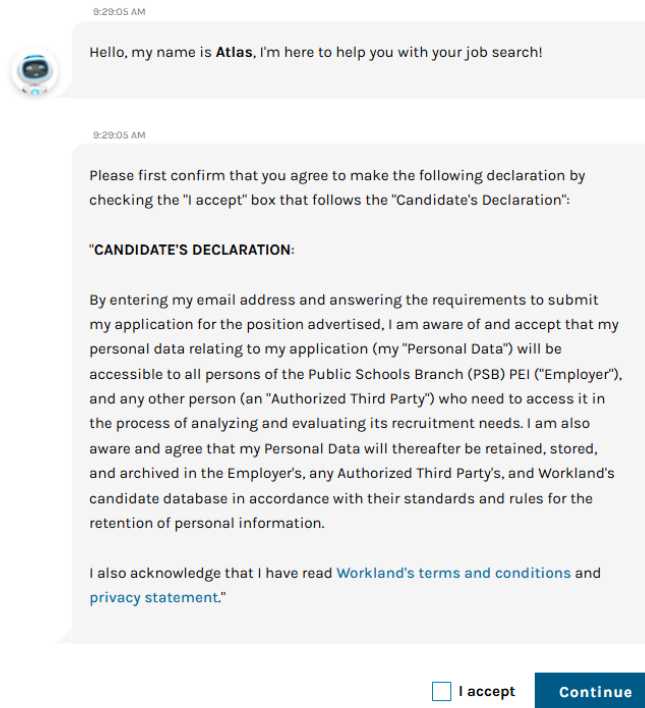 9:29:05 AM
Hello, my name is Atlas, I'm here to help you with your job search!
9:29:05 AM
Please first confirm that you agree to make the following declaration by
checking the "I accept" box that follows the "Candidate's Declaration":
"CANDIDATE'S DECLARATION:
By entering my email address and answering the requirements to submit
my application for the position advertised, I am aware of and accept that my
personal data relating to my application (my "Personal Data") will be
accessible to all persons of the Public Schools Branch (PSB) PEI ("Employer"),
and any other person (an "Authorized Third Party") who need to access it in
the process of analyzing and evaluating its recruitment needs. I am also
aware and agree that my Personal Data will thereafter be retained, stored,
and archived in the Employer's, any Authorized Third Party's, and Workland's
candidate database in accordance with their standards and rules for the
retention of personal information.
I also acknowledge that I have read Workland's terms and conditions and
privacy statement."
I accept
Continue